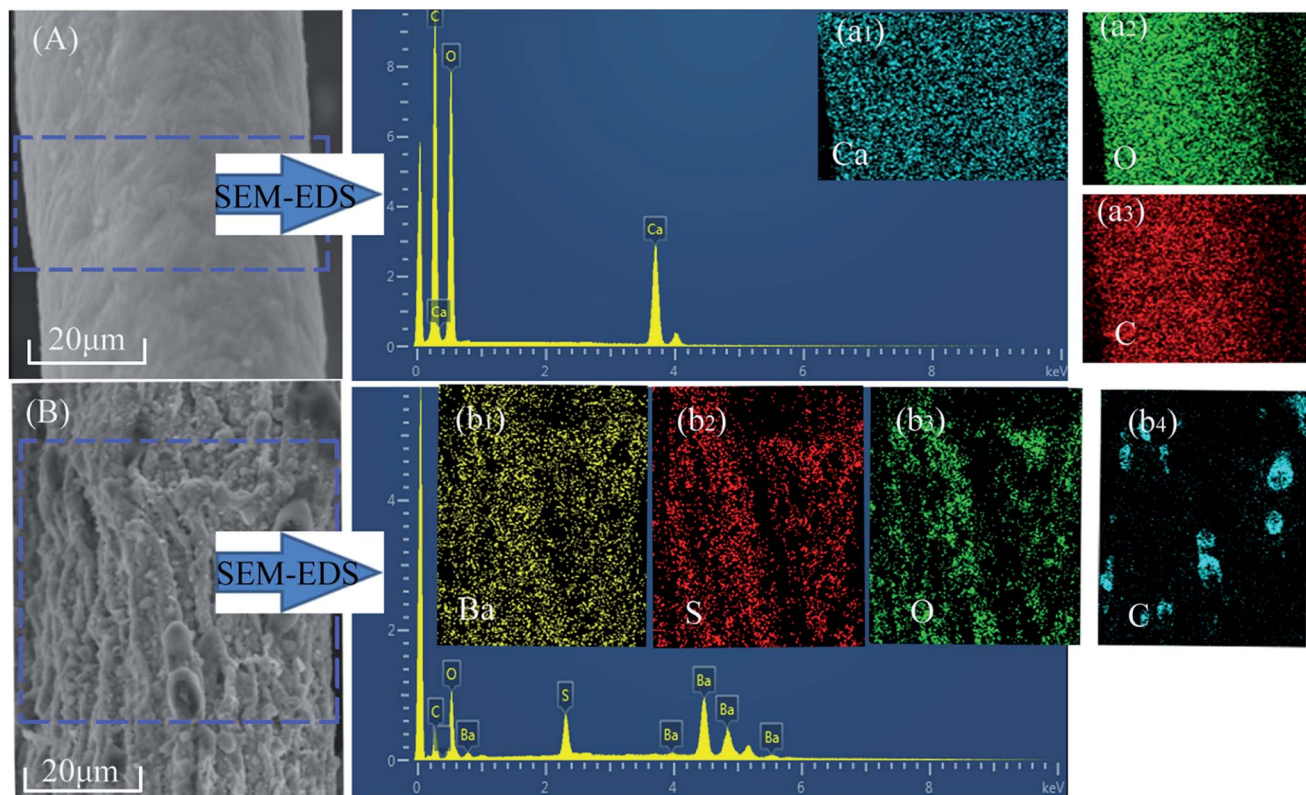 (A)
20μm
SEM-EDS
C
O
Ca
Ca
8
6
4
2
0
0 2 4 6 8 keV
(a1)
Ca
(a2)
O
(a3)
C
(B)
20μm
SEM-EDS
C
O
Ba
S
Ba
Ba
Ba
Ba
4
2
0
0 2 4 6 8 keV
(b1)
Ba
(b2)
S
(b3)
O
(b4)
C